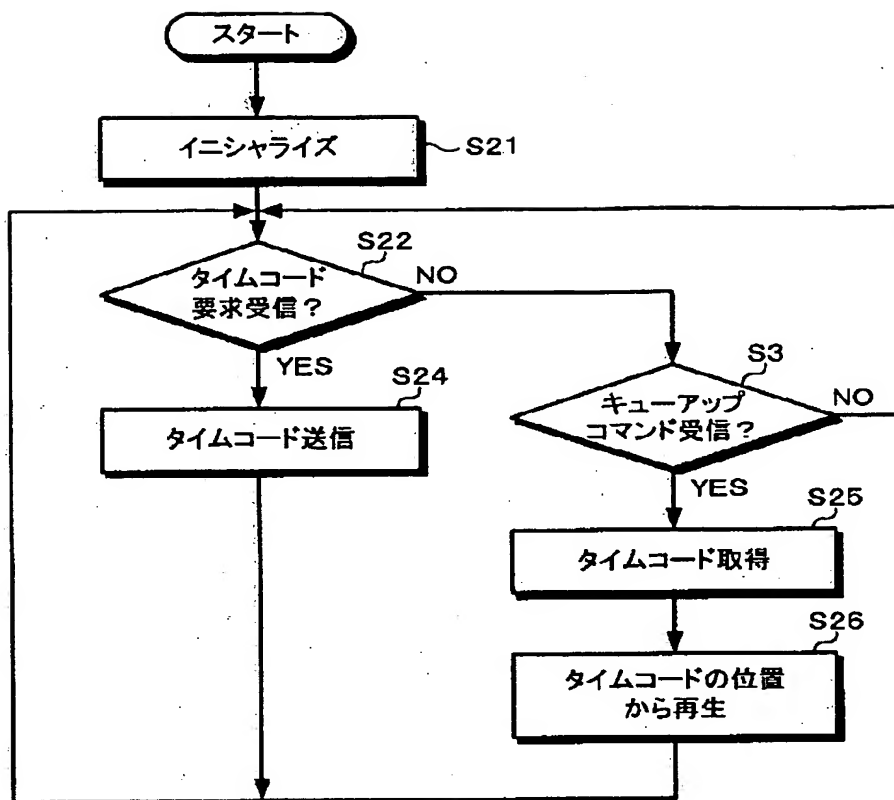 スタート
イニシャライズ
S21
S22
タイムコード
要求受信?
NO
YES
S24
タイムコード送信
S3
キューアップ
コマンド受信?
NO
YES
S25
タイムコード取得
S26
タイムコードの位置
から再生